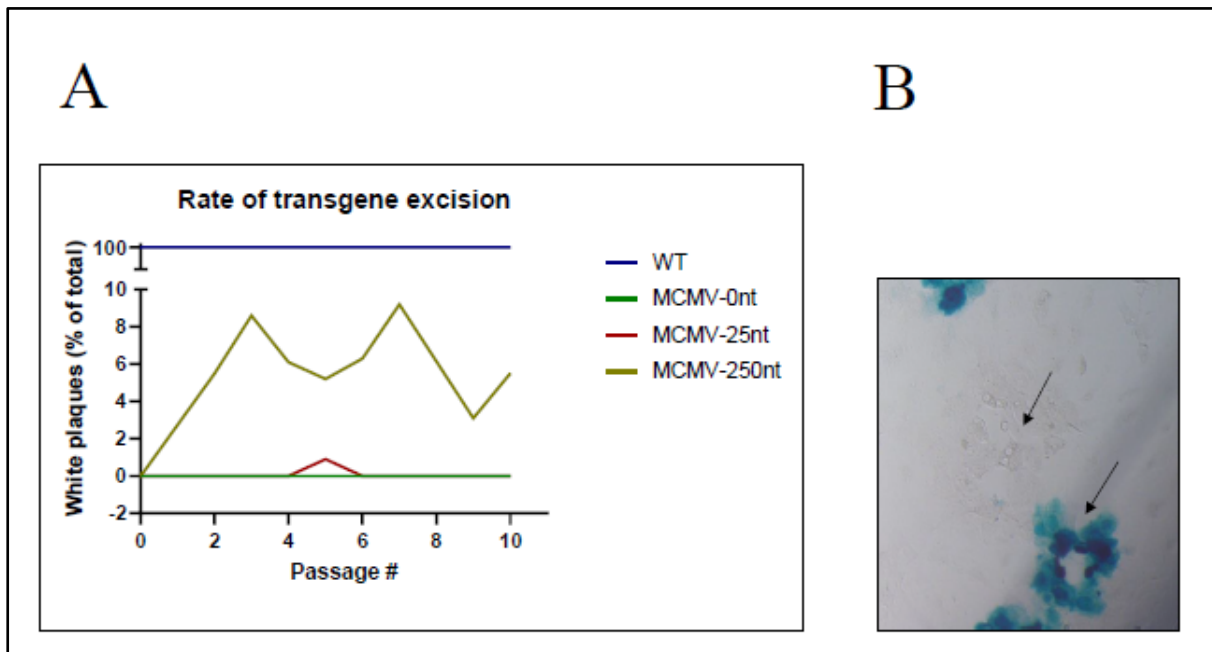 A
B
Rate of transgene excision
White plaques (% of total)
100
10
8
6
4
2
0
-2
0 2 4 6 8 10
Passage #
WT
MCMV-0nt
MCMV-25nt
MCMV-250nt